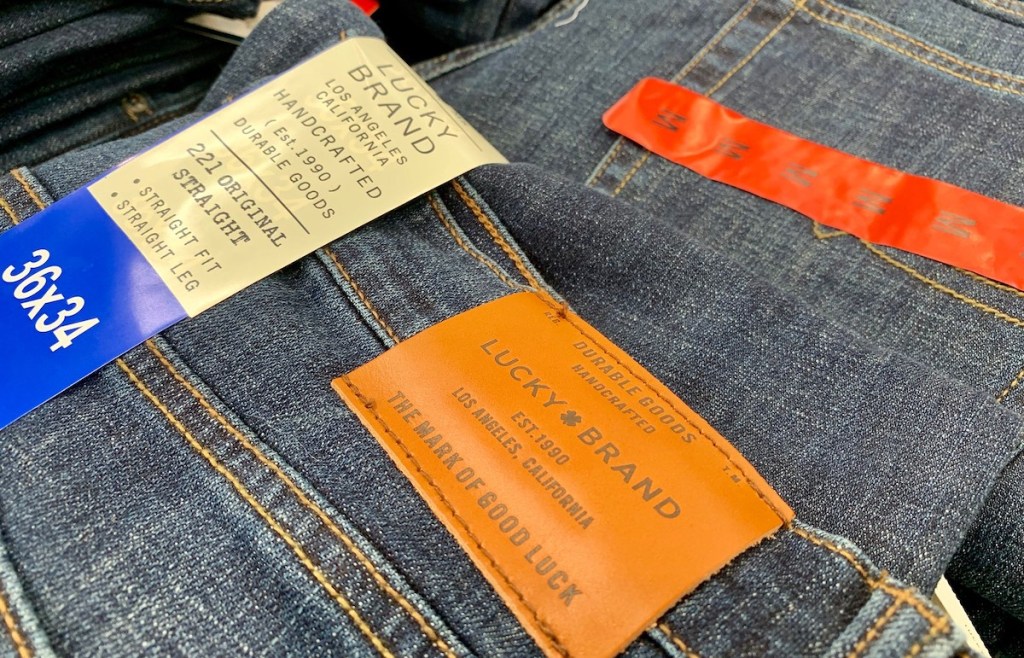 LUCKY
BRAND
LOS ANGELES
CALIFORNIA
HANDCRAFTED
( Est.1990 )
DURABLE GOODS
221 ORIGINAL
STRAIGHT
• STRAIGHT FIT
• STRAIGHT LEG
36x34
DURABLE GOODS
HANDCRAFTED
LUCKY BRAND
EST.1990
LOS ANGELES, CALIFORNIA
THE MARK OF GOOD LUCK